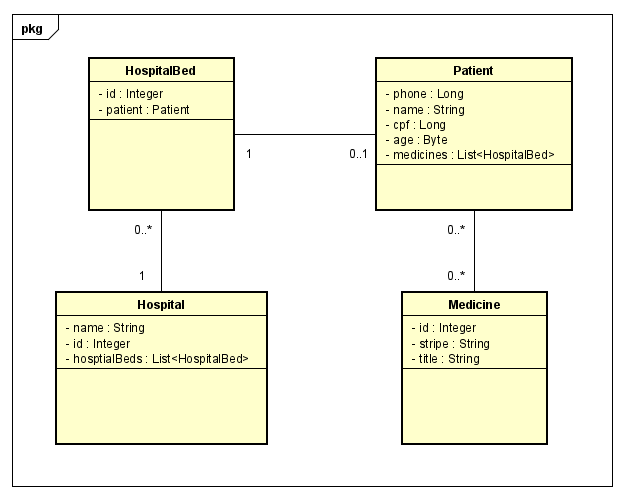 pkg
HospitalBed
- id : Integer
- patient : Patient
Patient
- phone : Long
- name : String
- cpf : Long
- age : Byte
- medicines : List<HospitalBed>
1
0..1
0..*
1
0..*
0..*
Hospital
- name : String
- id : Integer
- hosptialBeds : List<HospitalBed>
Medicine
- id : Integer
- stripe : String
- title : String